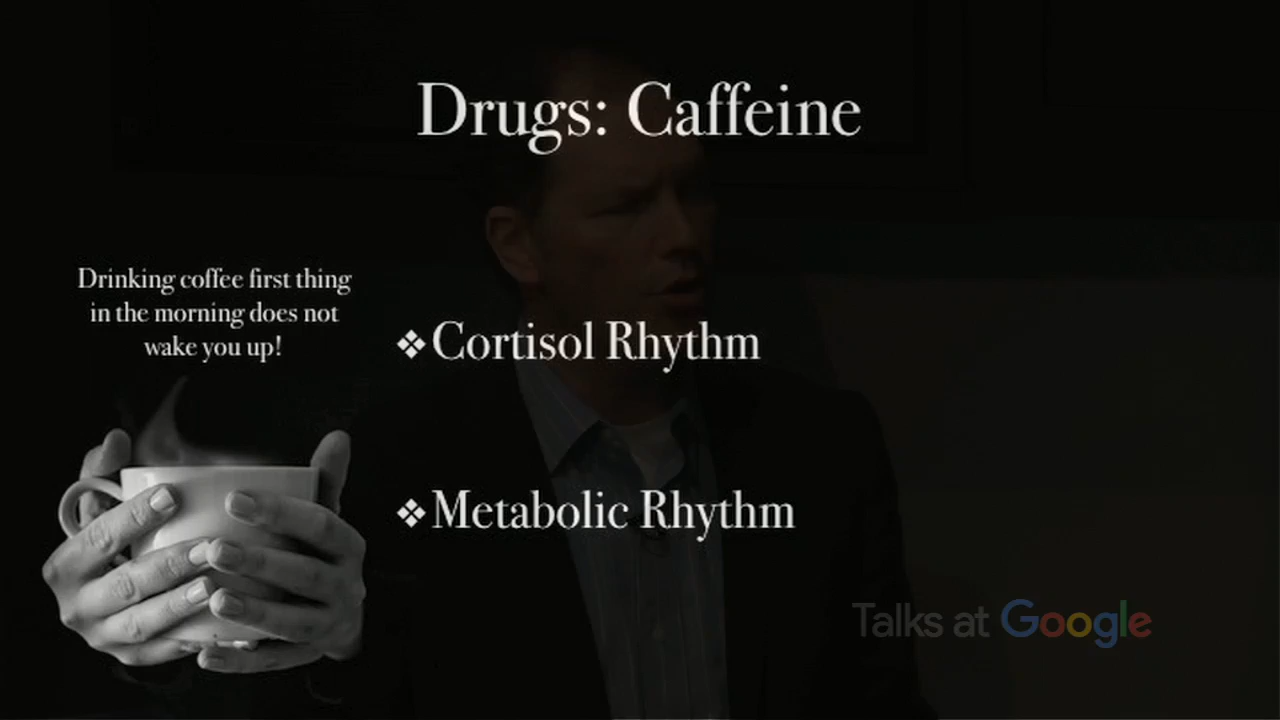 Drugs: Caffeine
Drinking coffee first thing
in the morning does not
wake you up!
❖Cortisol Rhythm
❖Metabolic Rhythm
Talks at Google